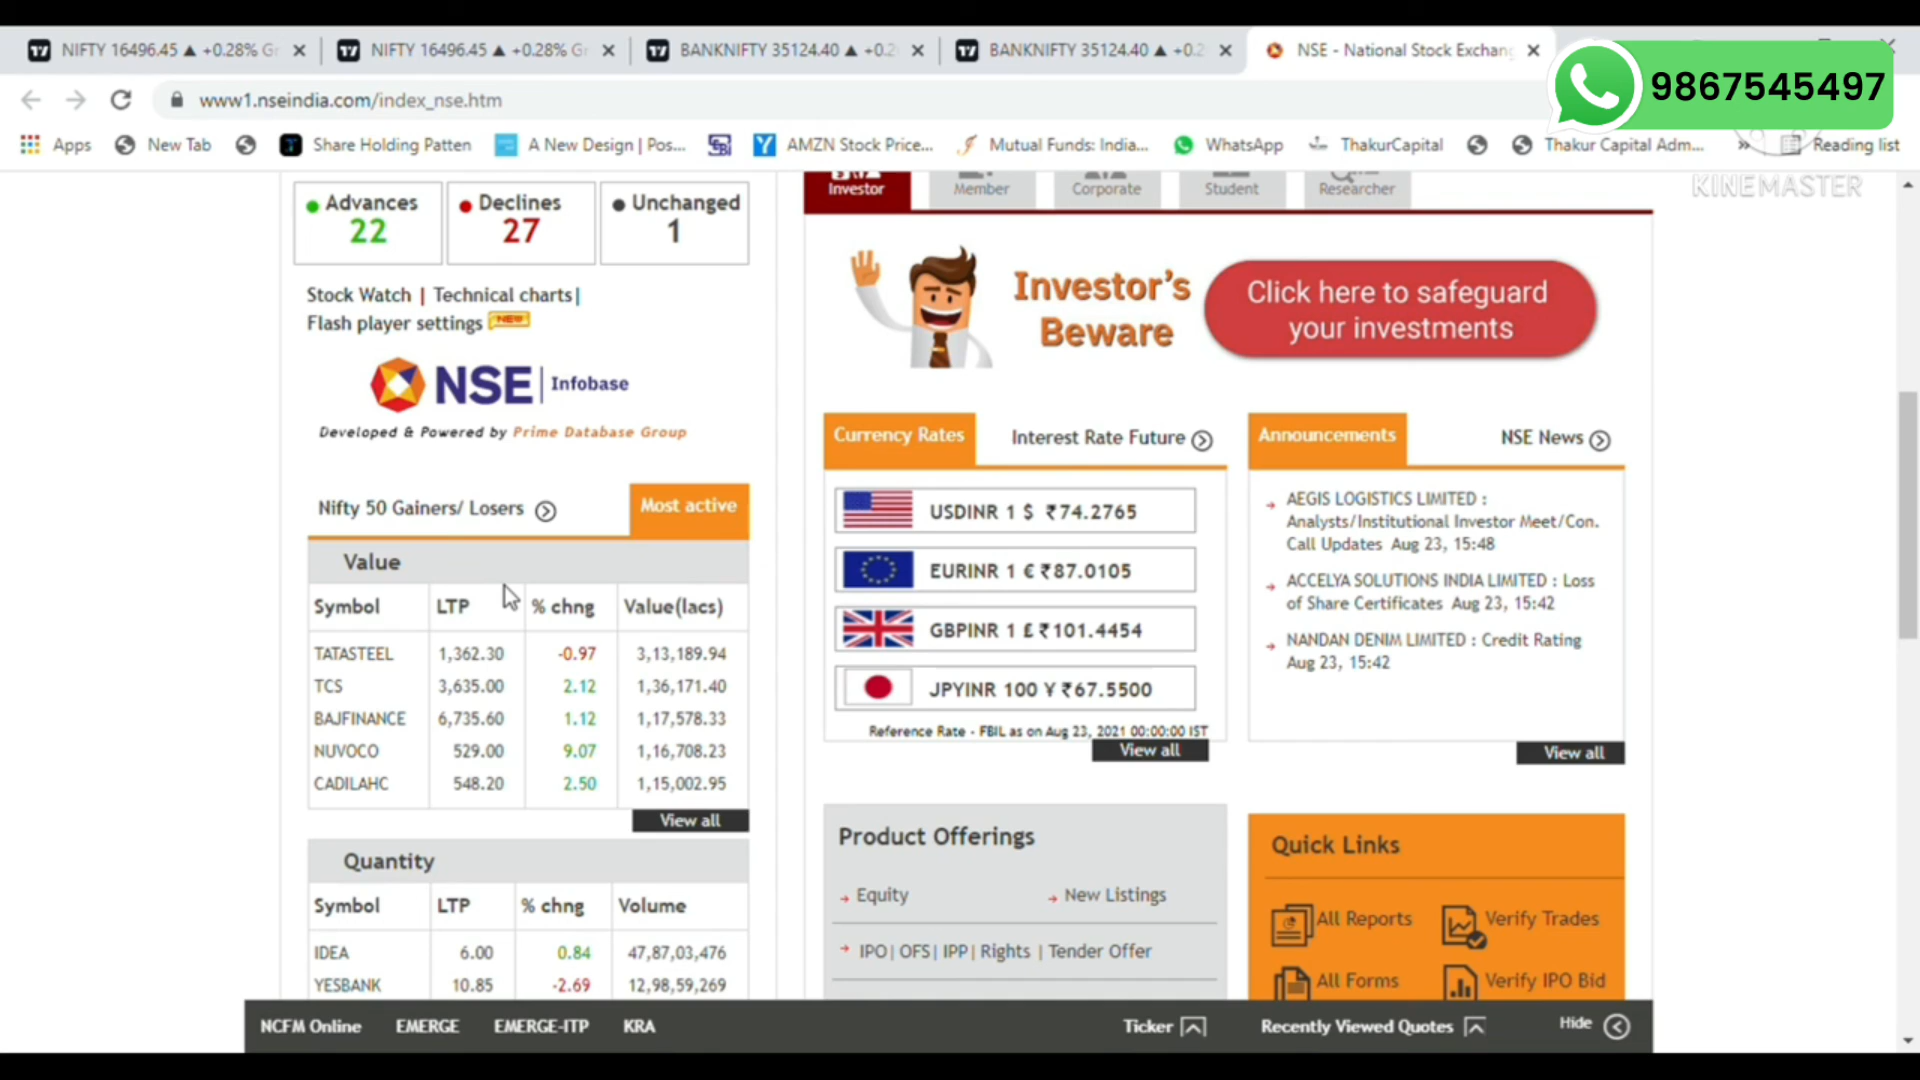 NIFTY 16496.45 ▲ +0.28%
NIFTY 16496.45 ▲ +0.28%
BANKNIFTY 35124.40 ▲ +0.2
BANKNIFTY 35124.40 ▲ +0.2
NSE - National Stock Exchang
9867545497
www1.nseindia.com/index_nse.htm
Apps
New Tab
Share Holding Patten
A New Design | Pos...
AMZN Stock Price...
Mutual Funds: India...
WhatsApp
ThakurCapital
Thakur Capital Adm...
»
Reading list
KINEMASTER
Advances
22
Declines
27
Unchanged
1
Stock Watch | Technical charts|
Flash player settings NEW
NSE | Infobase
Developed & Powered by Prime Database Group
Nifty 50 Gainers/ Losers
Most active
Value
Symbol LTP % chng Value(lacs)
TATASTEEL 1,362.30 -0.97 3,13,189.94
TCS 3,635.00 2.12 1,36,171.40
BAJFINANCE 6,735.60 1.12 1,17,578.33
NUVOCO 529.00 9.07 1,16,708.23
CADILAHC 548.20 2.50 1,15,002.95
View all
Quantity
Symbol LTP % chng Volume
IDEA 6.00 0.84 47,87,03,476
YESBANK 10.85 -2.69 12,98,59,269
Investor
Member
Corporate
Student
Researcher
Investor's
Beware
Click here to safeguard
your investments
Currency Rates
Interest Rate Future
USDINR 1 $ ₹74.2765
EURINR 1 € ₹87.0105
GBPINR 1 £ ₹101.4454
JPYINR 100 ¥ ₹67.5500
Reference Rate - FBIL as on Aug 23, 2021 00:00:00 IST
View all
Announcements
NSE News
AEGIS LOGISTICS LIMITED :
Analysts/Institutional Investor Meet/Con.
Call Updates Aug 23, 15:48
ACCELYA SOLUTIONS INDIA LIMITED : Loss
of Share Certificates Aug 23, 15:42
NANDAN DENIM LIMITED : Credit Rating
Aug 23, 15:42
View all
Product Offerings
Equity
New Listings
IPO| OFS| IPP| Rights | Tender Offer
Quick Links
All Reports
Verify Trades
All Forms
Verify IPO Bid
NCFM Online
EMERGE
EMERGE-ITP
KRA
Ticker
Recently Viewed Quotes
Hide